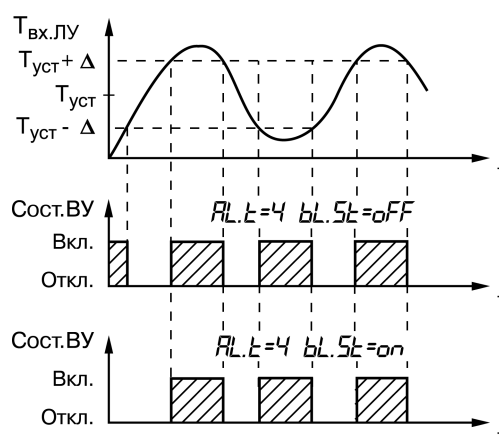 Tвх.ЛУ
Tуст+ Δ
Tуст
Tуст- Δ
Сост.ВУ
AL.t=4 bL.St=oFF
Вкл.
Откл.
Сост.ВУ
AL.t=4 bL.St=on
Вкл.
Откл.